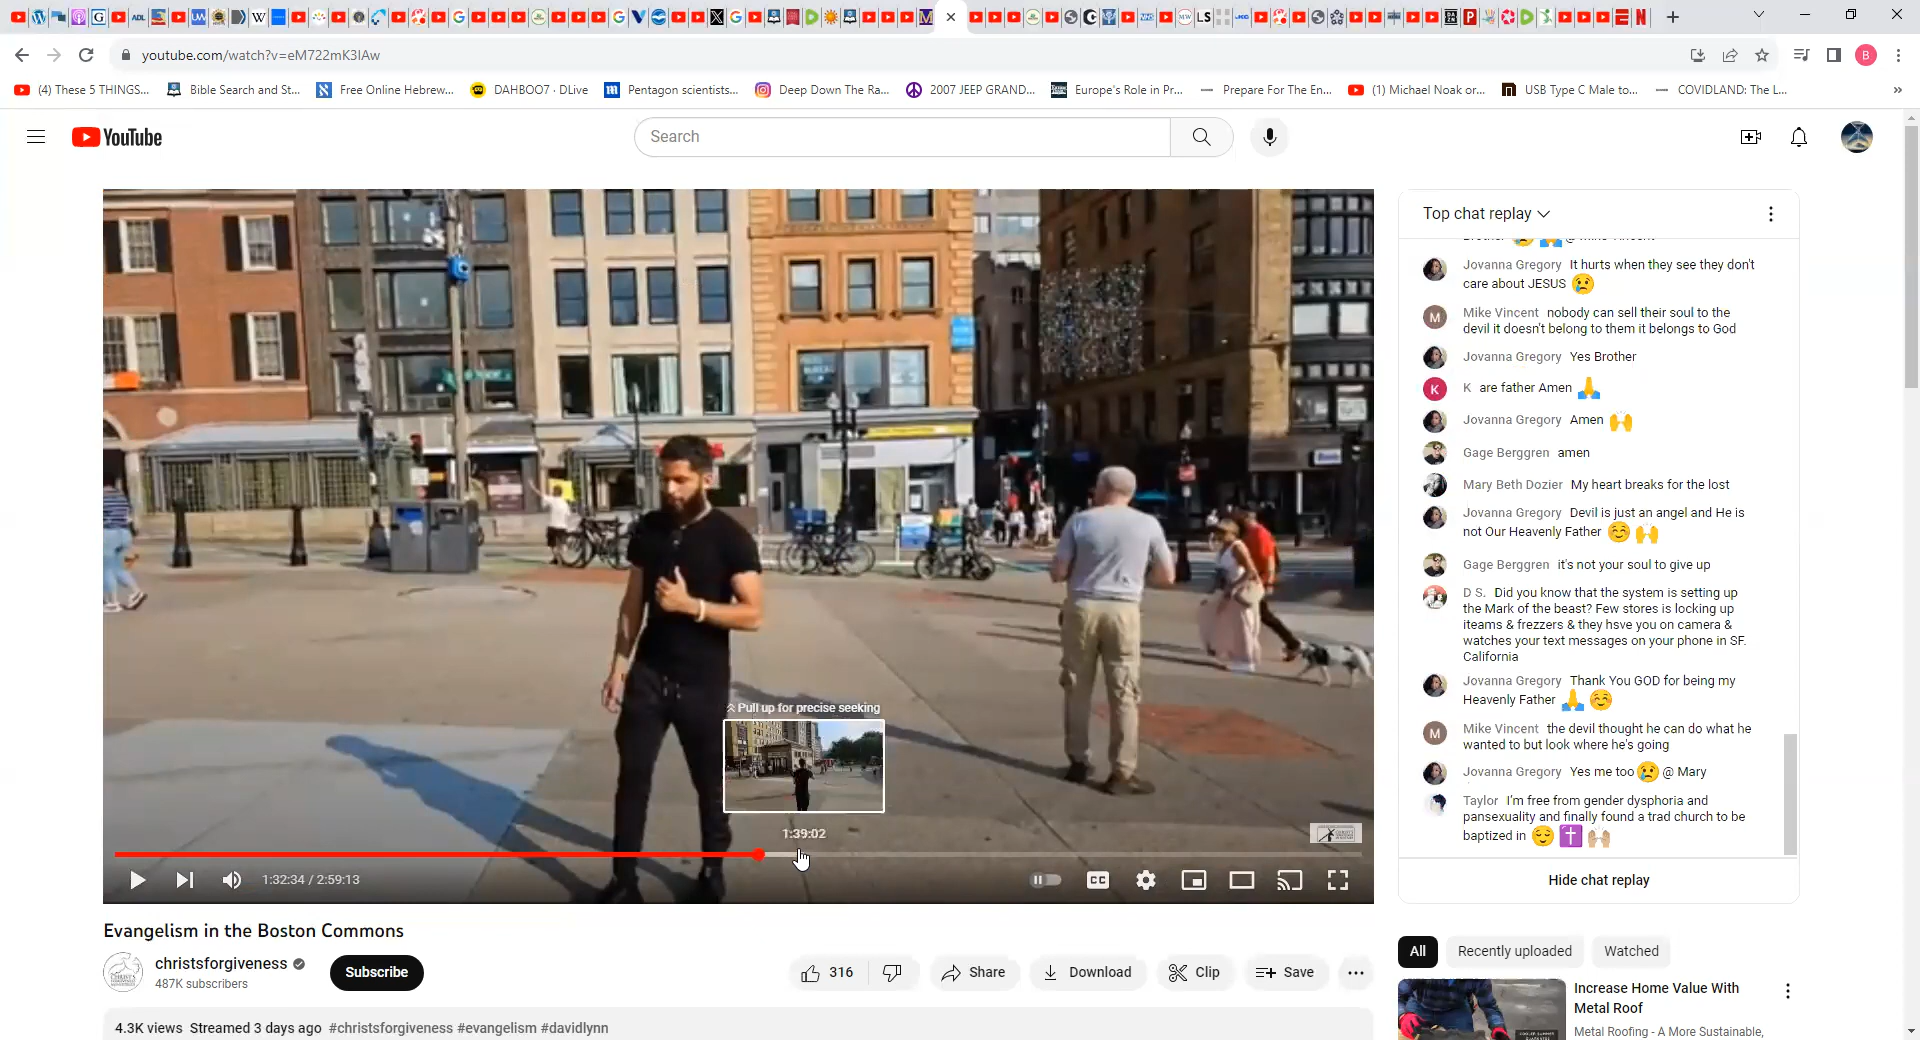 youtube.com/watch?v=eM722mK3lAw
(4) These 5 THINGS...
Bible Search and St...
Free Online Hebrew...
DAHBOO7 · DLive
Pentagon scientists...
Deep Down The Ra...
2007 JEEP GRAND...
Europe's Role in Pr...
Prepare For The En...
(1) Michael Noak or...
USB Type C Male to...
COVIDLAND: The L...
YouTube
Search
Top chat replay
Jovanna Gregory It hurts when they see they don't
care about JESUS 😢
Mike Vincent nobody can sell their soul to the
devil it doesn't belong to them it belongs to God
Jovanna Gregory Yes Brother
K are father Amen 🙏
Jovanna Gregory Amen 🙌
Gage Berggren amen
Mary Beth Dozier My heart breaks for the lost
Jovanna Gregory Devil is just an angel and He is
not Our Heavenly Father ☺️ 🙌
Gage Berggren it's not your soul to give up
D S. Did you know that the system is setting up
the Mark of the beast? Few stores is locking up
iteams & frezzers & they hsve you on camera &
watches your text messages on your phone in SF.
California
Jovanna Gregory Thank You GOD for being my
Heavenly Father 🙏 ☺️
Mike Vincent the devil thought he can do what he
wanted to but look where he's going
Jovanna Gregory Yes me too 😢 @ Mary
Taylor I'm free from gender dysphoria and
pansexuality and finally found a trad church to be
baptized in 😌 ✝️ 🙌🏼
Hide chat replay
Pull up for precise seeking
1:39:02
1:32:34 / 2:59:13
CC
Evangelism in the Boston Commons
christsforgiveness
487K subscribers
Subscribe
316
Share
Download
Clip
Save
4.3K views Streamed 3 days ago #christsforgiveness #evangelism #davidlynn
All
Recently uploaded
Watched
Increase Home Value With
Metal Roof
Metal Roofing - A More Sustainable,